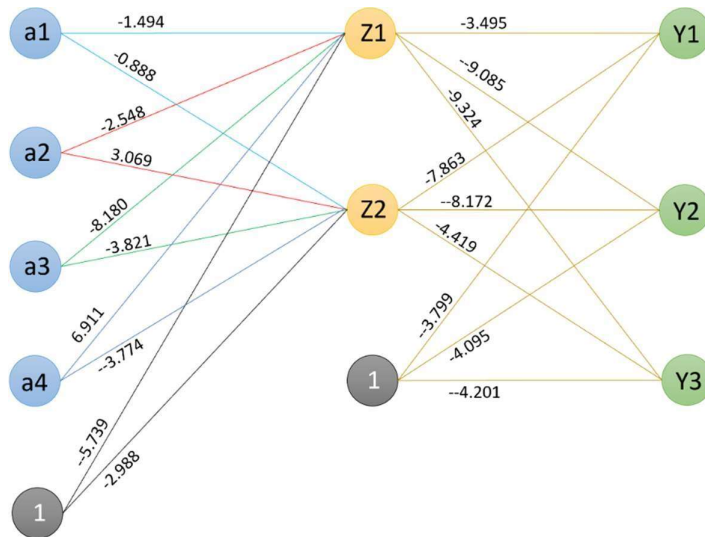 a1
-1.494
Z1
-3.495
Y1
-0.888
--9.085
-9.324
a2
-2.548
3.069
-7.863
Z2
--8.172
Y2
-8.180
-3.821
-4.419
a3
6.911
--3.774
--3.799
-4.095
a4
1
--4.201
Y3
--5.739
-2.988
1